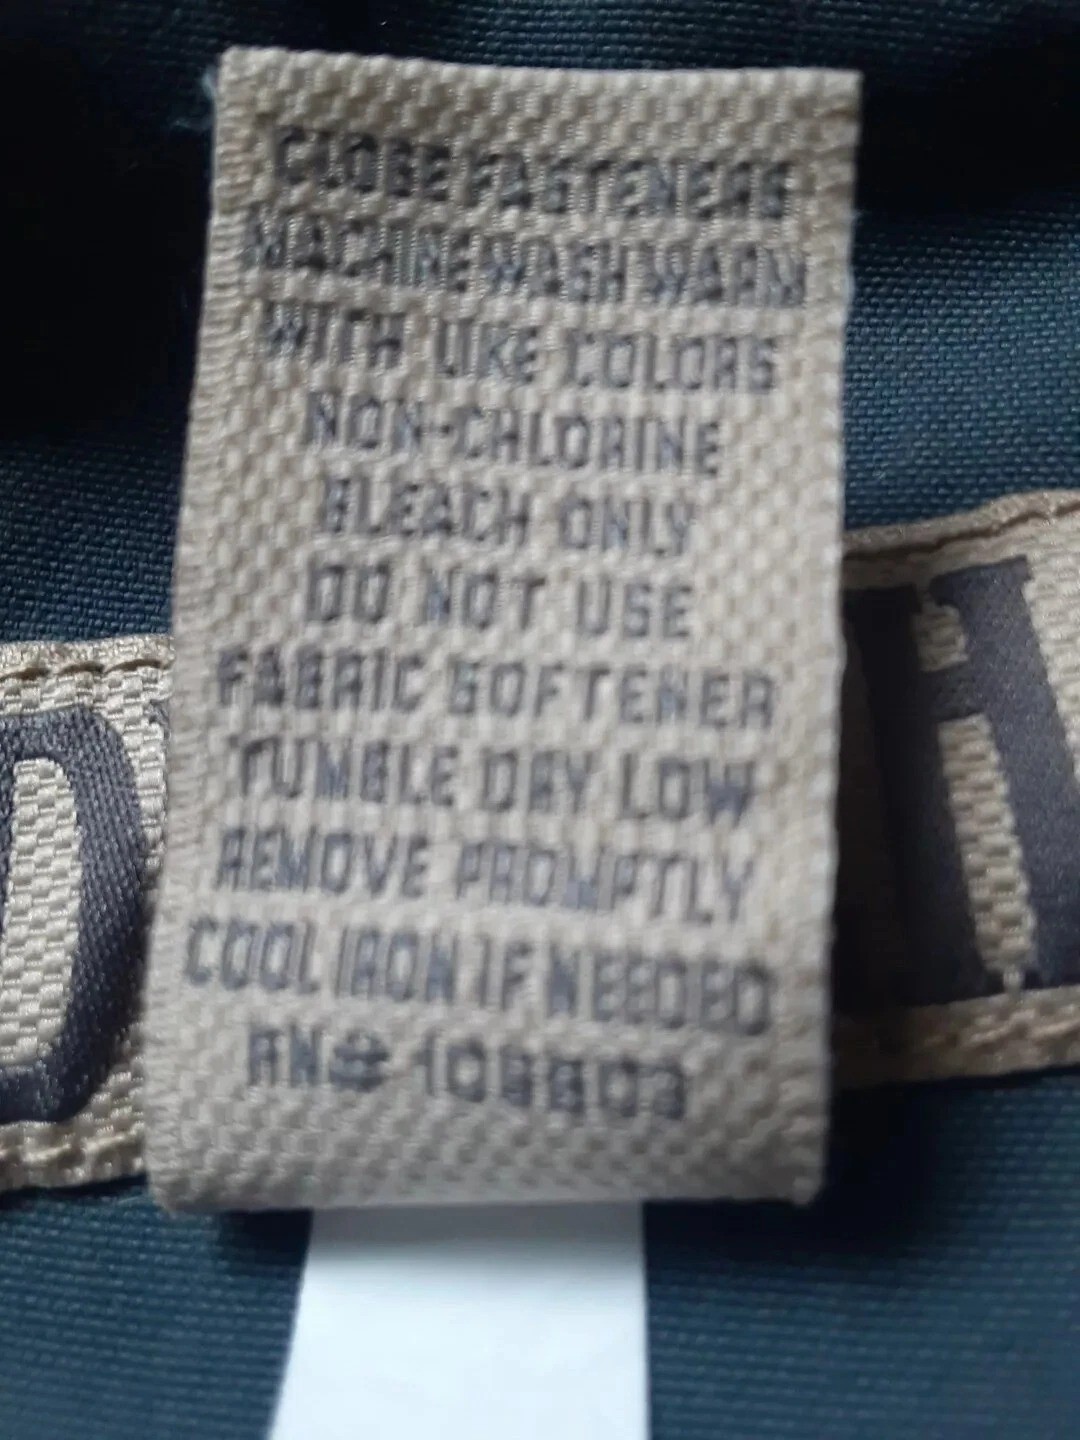 CLOSE FASTENERS
MACHINE WASH WARM
WITH LIKE COLORS
NON-CHLORINE
BLEACH ONLY
DO NOT USE
FABRIC SOFTENER
TUMBLE DRY LOW
REMOVE PROMPTLY
COOL IRON IF NEEDED
RN#
D
H